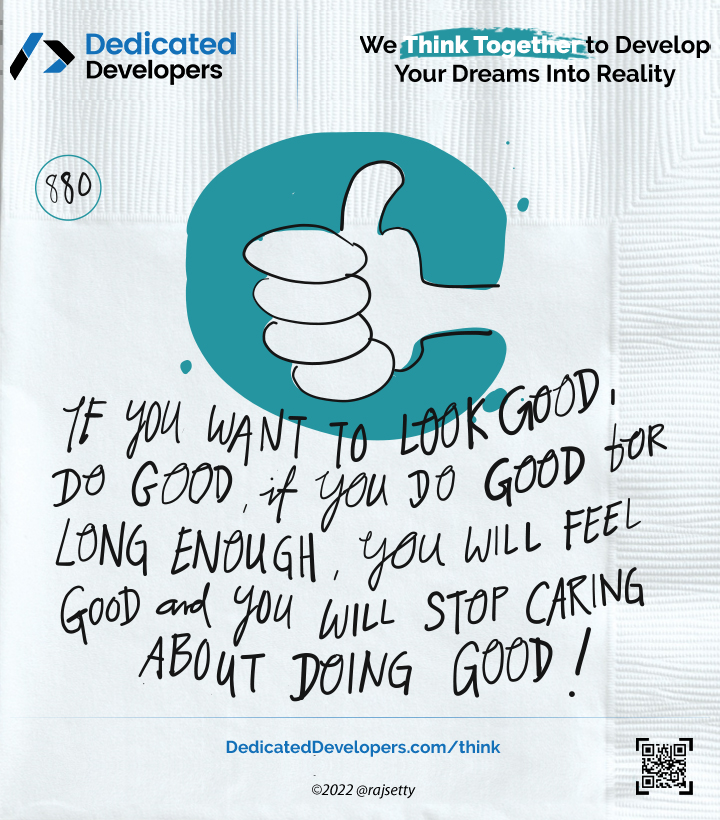 Dedicated
Developers
We Think Together to Develop
Your Dreams Into Reality
880
IF YOU WANT TO LOOK GOOD,
DO GOOD, if YOU DO GOOD fOR
LONG ENOUGH, YOU WILL FEEL
GOOD and YOU WILL STOP CARING
ABOUT DOING GOOD!
DedicatedDevelopers.com/think
©2022 @rajsetty